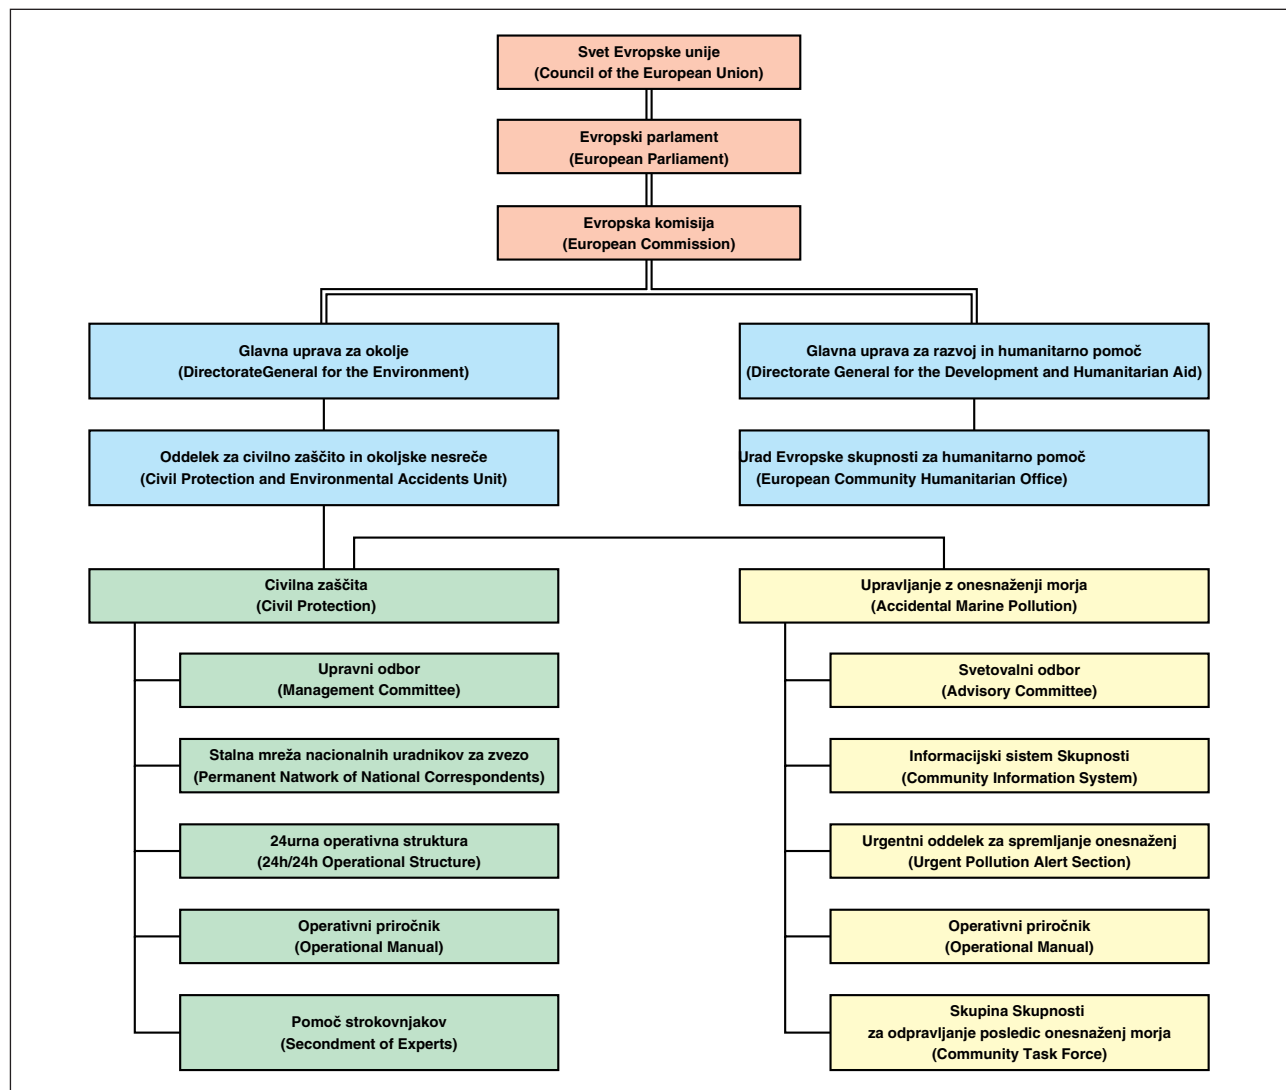 Svet Evropske unije
(Council of the European Union)
Evropski parlament
(European Parliament)
Evropska komisija
(European Commission)
Glavna uprava za okolje
(DirectorateGeneral for the Environment)
Glavna uprava za razvoj in humanitarno pomoč
(Directorate General for the Development and Humanitarian Aid)
Oddelek za civilno zaščito in okoljske nesreče
(Civil Protection and Environmental Accidents Unit)
Urad Evropske skupnosti za humanitarno pomoč
(European Community Humanitarian Office)
Civilna zaščita
(Civil Protection)
Upravni odbor
(Management Committee)
Stalna mreža nacionalnih uradnikov za zvezo
(Permanent Natwork of National Correspondents)
24urna operativna struktura
(24h/24h Operational Structure)
Operativni priročnik
(Operational Manual)
Pomoč strokovnjakov
(Secondment of Experts)
Upravljanje z onesnaženji morja
(Accidental Marine Pollution)
Svetovalni odbor
(Advisory Committee)
Informacijski sistem Skupnosti
(Community Information System)
Urgentni oddelek za spremljanje onesnaženj
(Urgent Pollution Alert Section)
Operativni priročnik
(Operational Manual)
Skupina Skupnosti
za odpravljanje posledic onesnaženj morja
(Community Task Force)